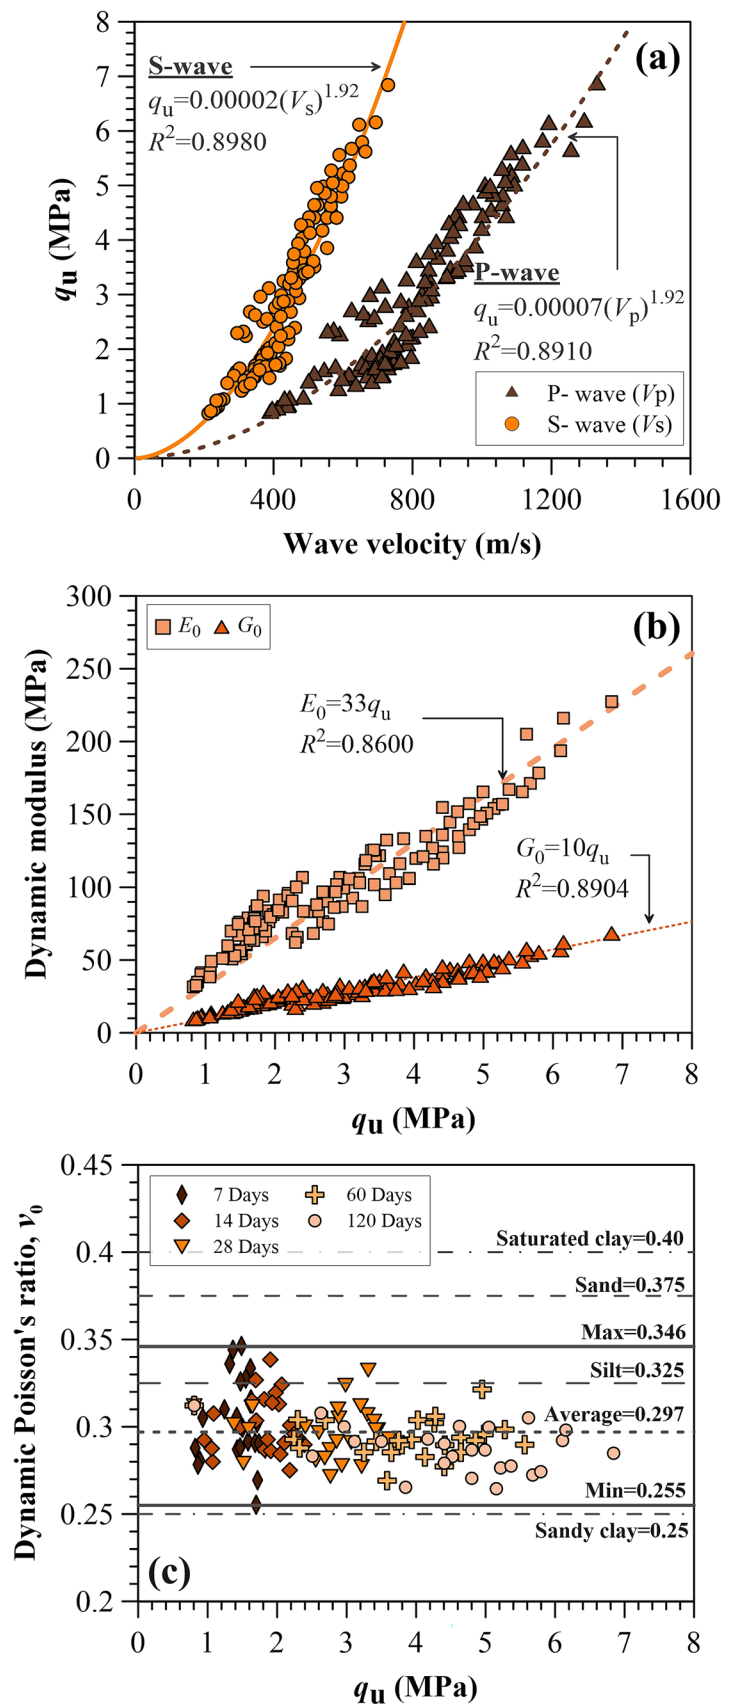 (a)
S-wave
qu=0.00002(Vs)^1.92
R²=0.8980
P-wave
qu=0.00007(Vp)^1.92
R²=0.8910
P- wave (Vp)
S- wave (Vs)
8
7
6
5
4
3
2
1
0
qu (MPa)
0 400 800 1200 1600
Wave velocity (m/s)
(b)
E0 G0
E0=33qu
R²=0.8600
G0=10qu
R²=0.8904
300
250
200
150
100
50
0
Dynamic modulus (MPa)
0 1 2 3 4 5 6 7 8
qu (MPa)
7 Days 60 Days
14 Days 120 Days
28 Days
Saturated clay=0.40
Sand=0.375
Max=0.346
Silt=0.325
Average=0.297
Min=0.255
Sandy clay=0.25
(c)
0.45
0.4
0.35
0.3
0.25
0.2
Dynamic Poisson's ratio, ν0
0 1 2 3 4 5 6 7 8
qu (MPa)